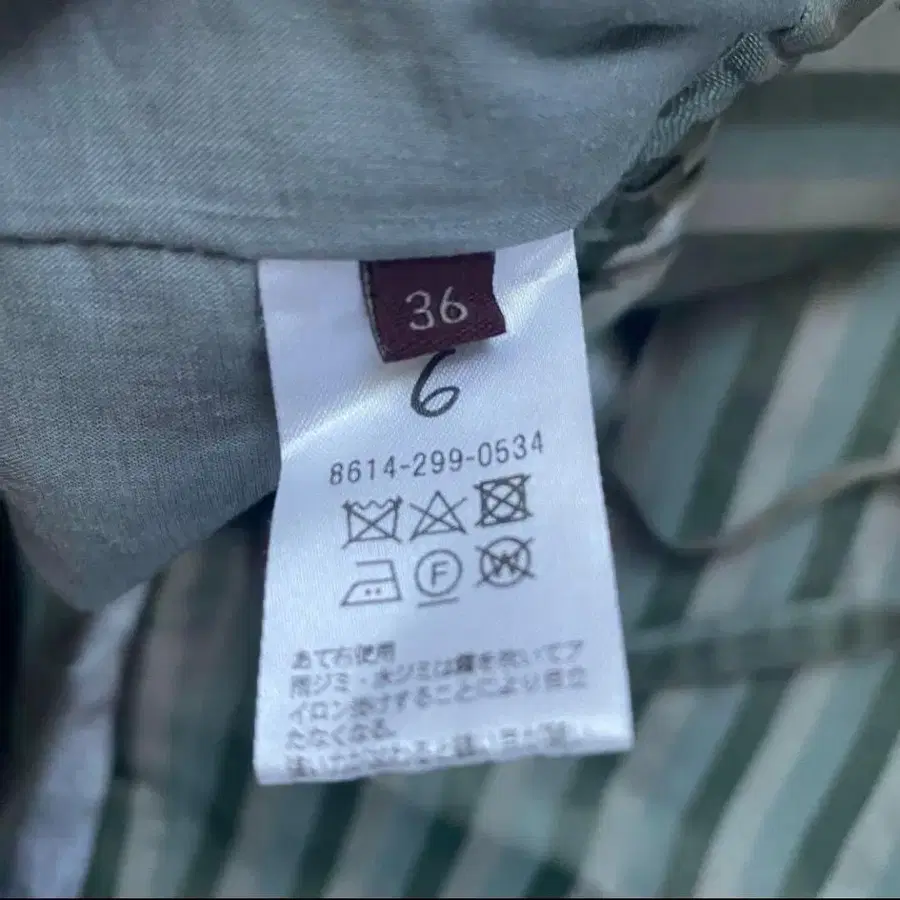 36
6
8614-299-0534
F
W
あて布使用
雨ジミ・水ジミは霧を吹いてア
イロン掛けすることにより目立
たなくなる。